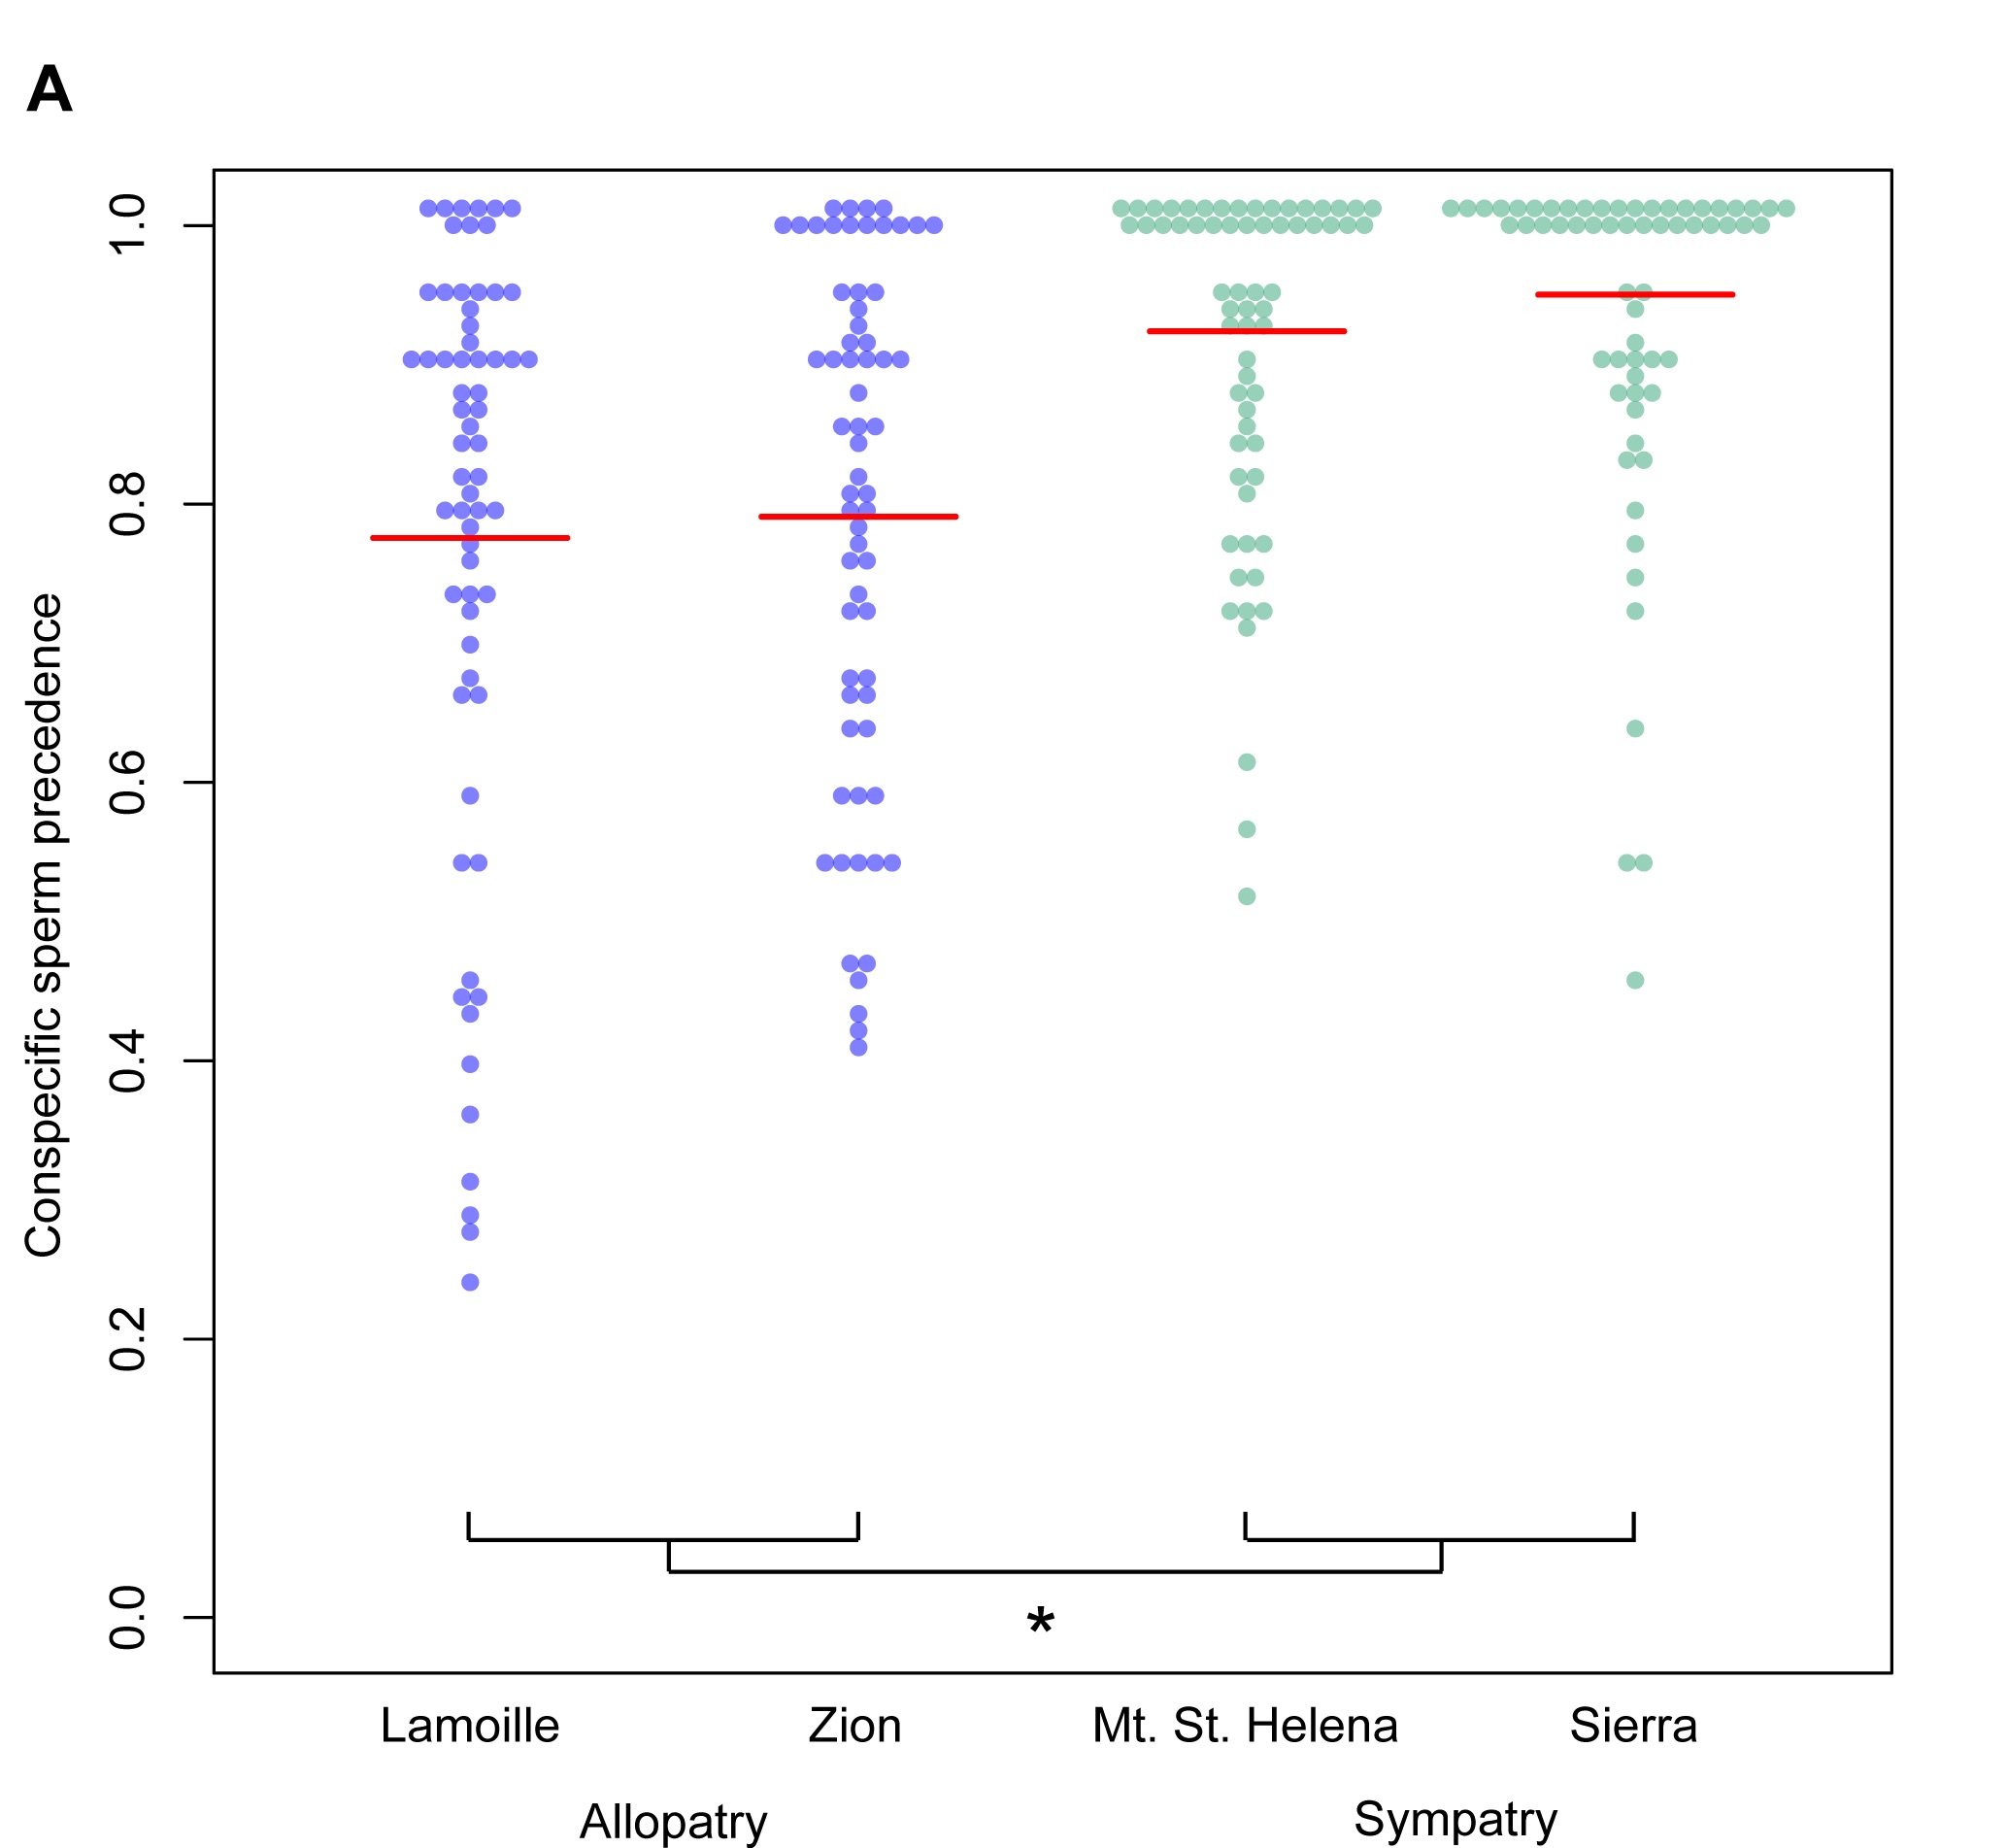 A
Conspecific sperm precedence
1.0
0.8
0.6
0.4
0.2
0.0
*
Lamoille Zion Mt. St. Helena Sierra
Allopatry Sympatry